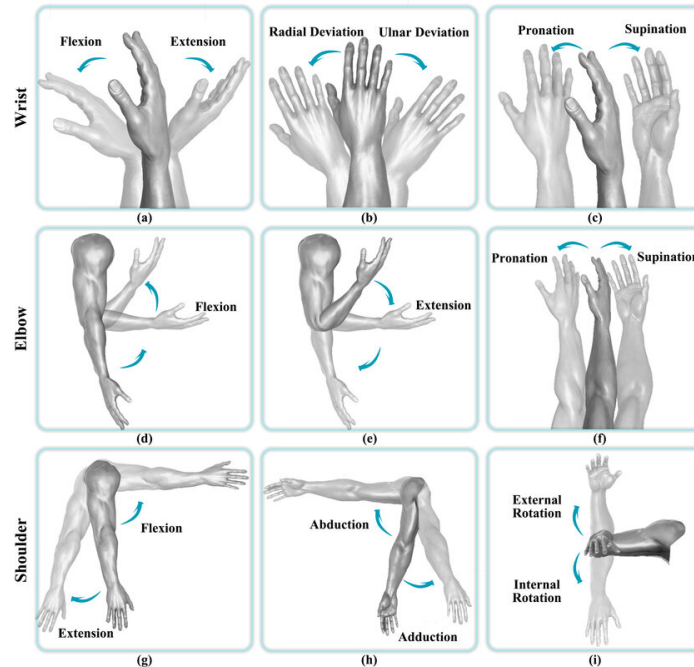 Flexion Extension
Radial Deviation Ulnar Deviation
Pronation Supination
Wrist
(a) (b) (c)
Flexion
Extension
Pronation Supination
Elbow
(d) (e) (f)
Flexion
Extension
Abduction
Adduction
External
Rotation
Internal
Rotation
Shoulder
(g) (h) (i)